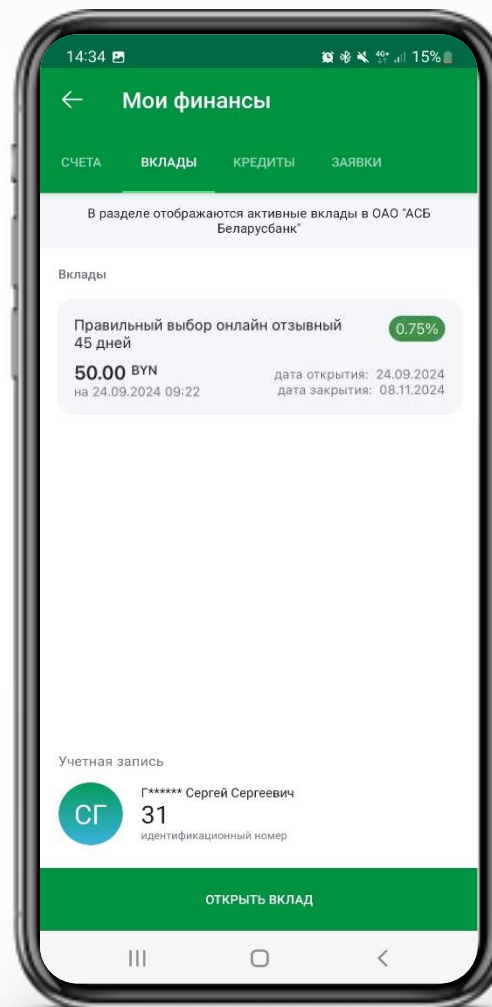 14:34 4G+ 15%
Мои финансы
СЧЕТА ВКЛАДЫ КРЕДИТЫ ЗАЯВКИ
В разделе отображаются активные вклады в ОАО "АСБ
Беларусбанк"
Вклады
Правильный выбор онлайн отзывный
45 дней
0.75%
50.00 BYN
на 24.09.2024 09:22
дата открытия: 24.09.2024
дата закрытия: 08.11.2024
Учетная запись
СГ
Г****** Сергей Сергеевич
31
идентификационный номер
ОТКРЫТЬ ВКЛАД